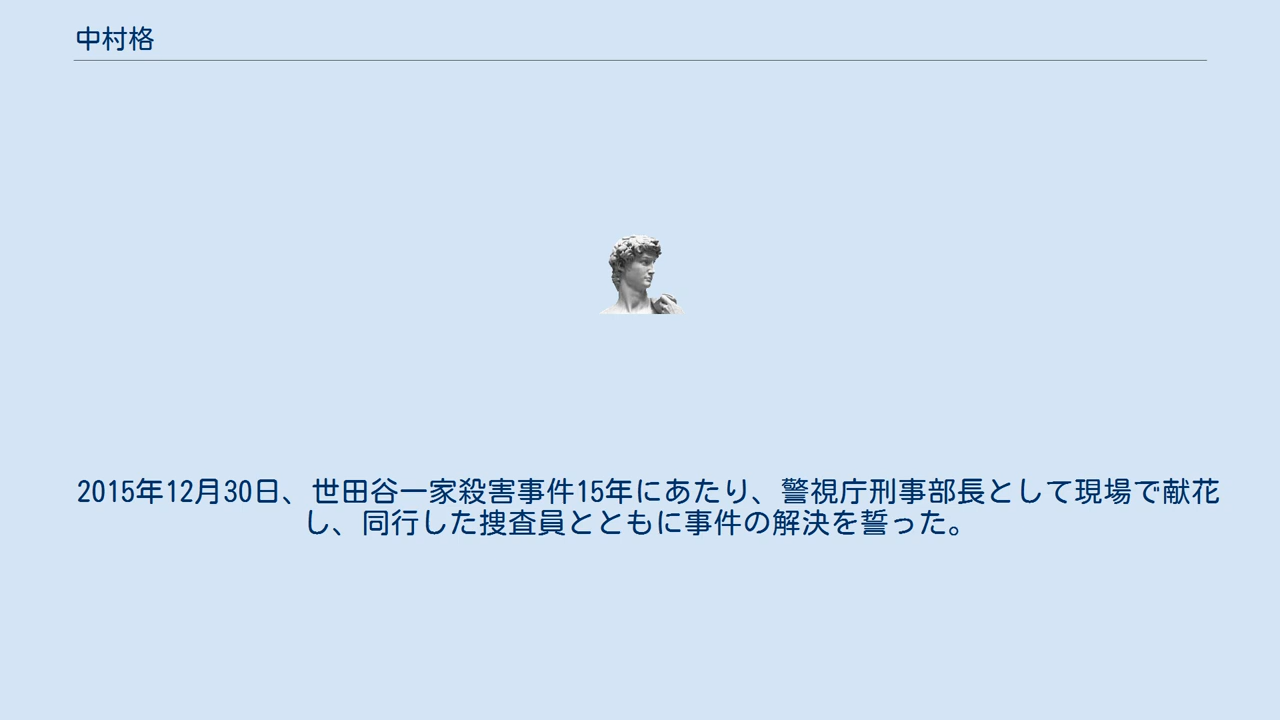 中村格
2015年12月30日、世田谷一家殺害事件15年にあたり、警視庁刑事部長として現場で献花
し、同行した捜査員とともに事件の解決を誓った。